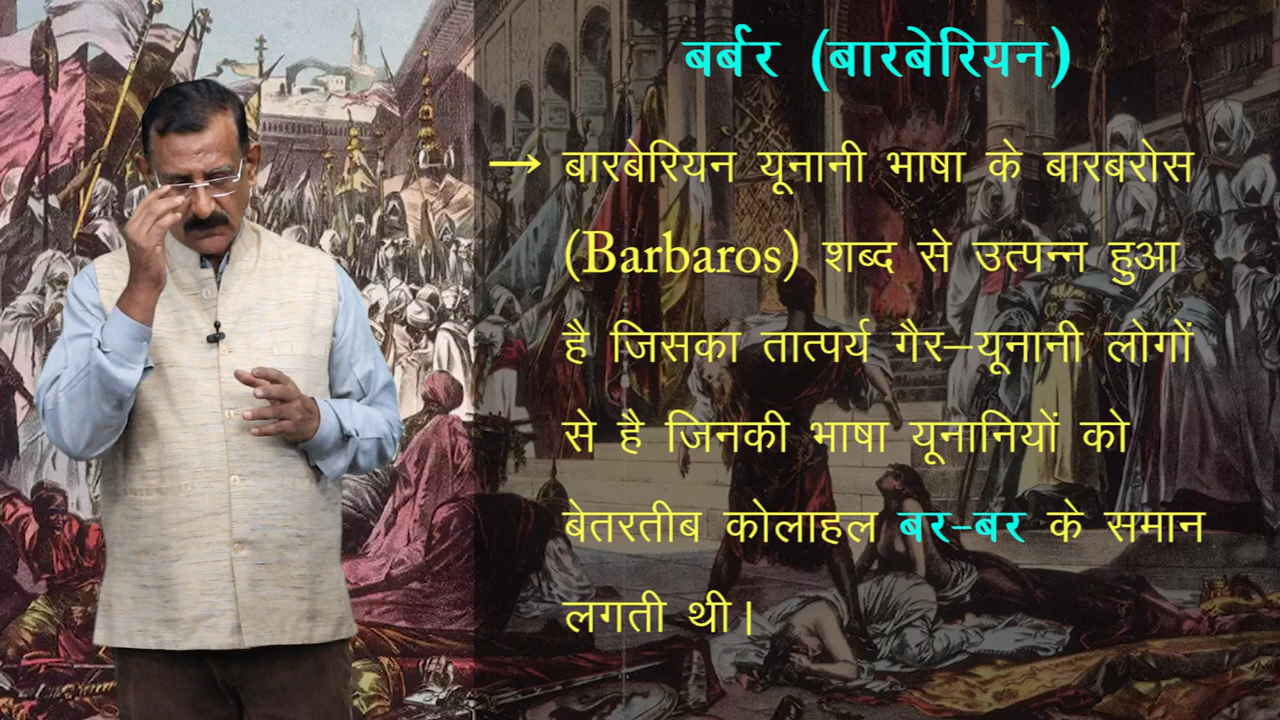 बर्बर (बारबेरियन)
→ बारबेरियन यूनानी भाषा के बारबरोस
(Barbaros) शब्द से उत्पन्न हुआ
है जिसका तात्पर्य गैर–यूनानी लोगों
से है जिनकी भाषा यूनानियों को
बेतरतीब कोलाहल बर-बर के समान
लगती थी।